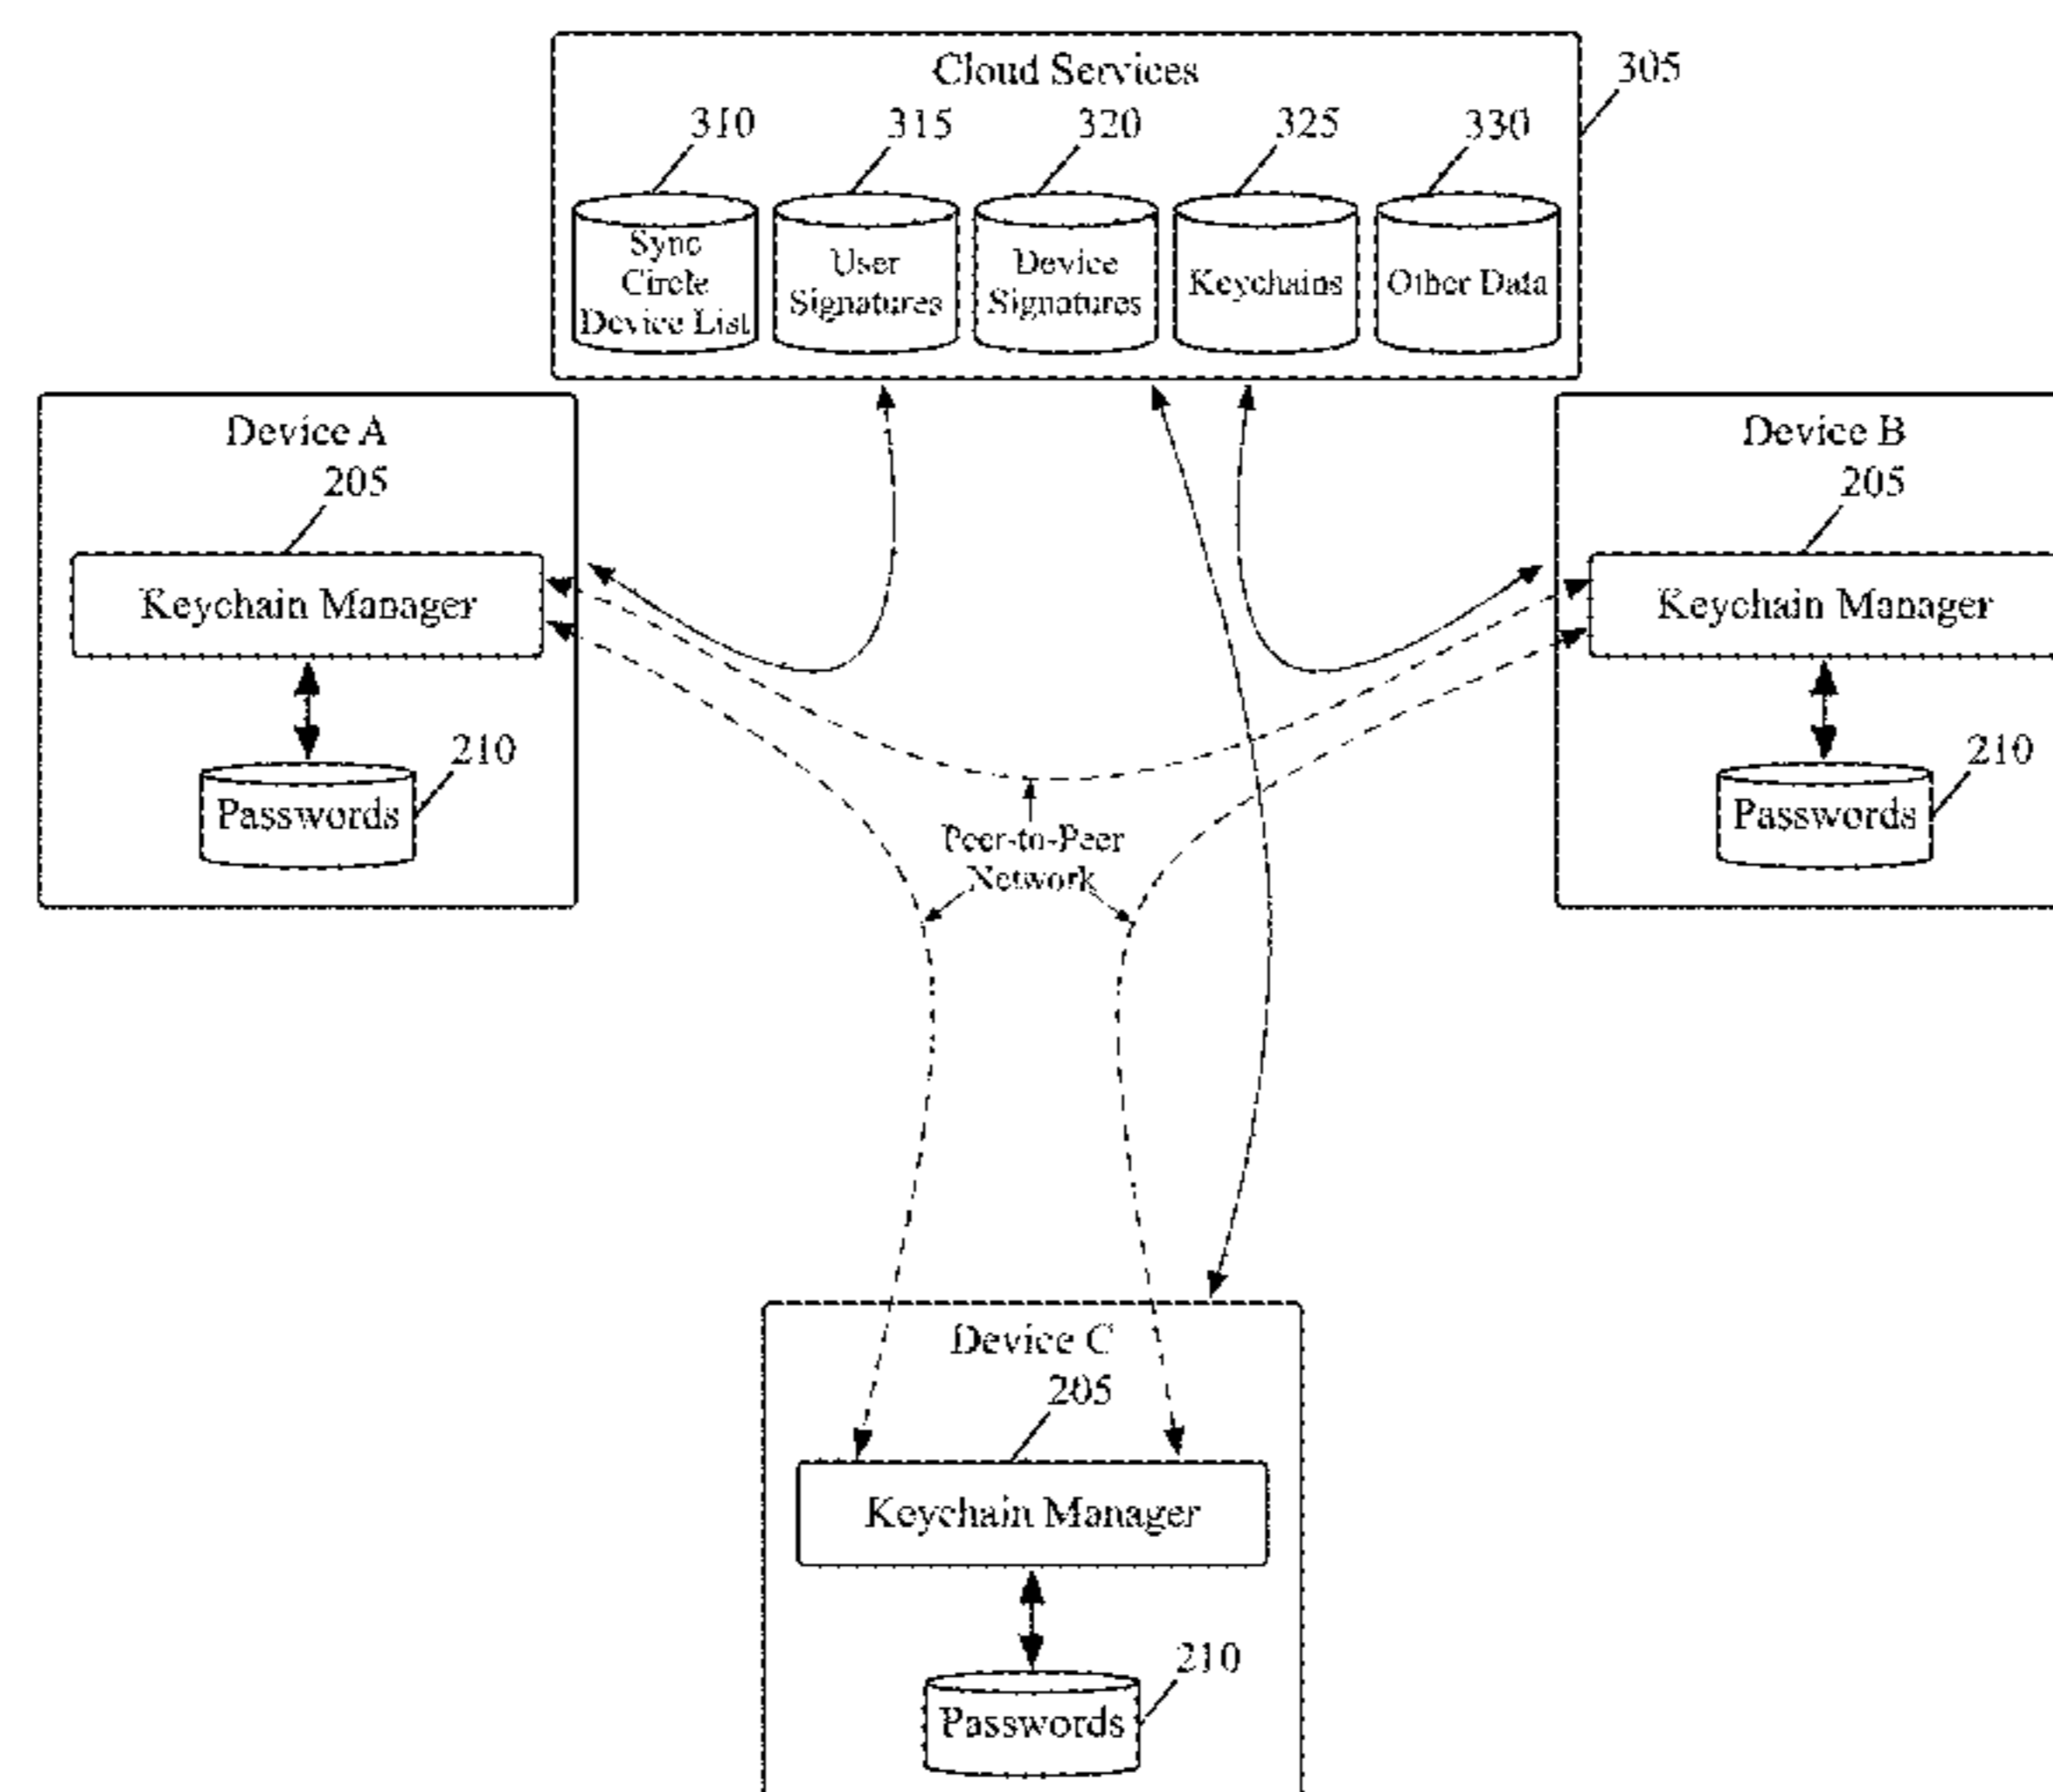 Cloud Services
305
310
315
320
325
330
Sync
Circle
Device List
User
Signatures
Device
Signatures
Keychains
Other Data
Device A
205
Keychain Manager
210
Passwords
Device B
205
Keychain Manager
210
Passwords
Peer-to-Peer
Network
Device C
205
Keychain Manager
210
Passwords